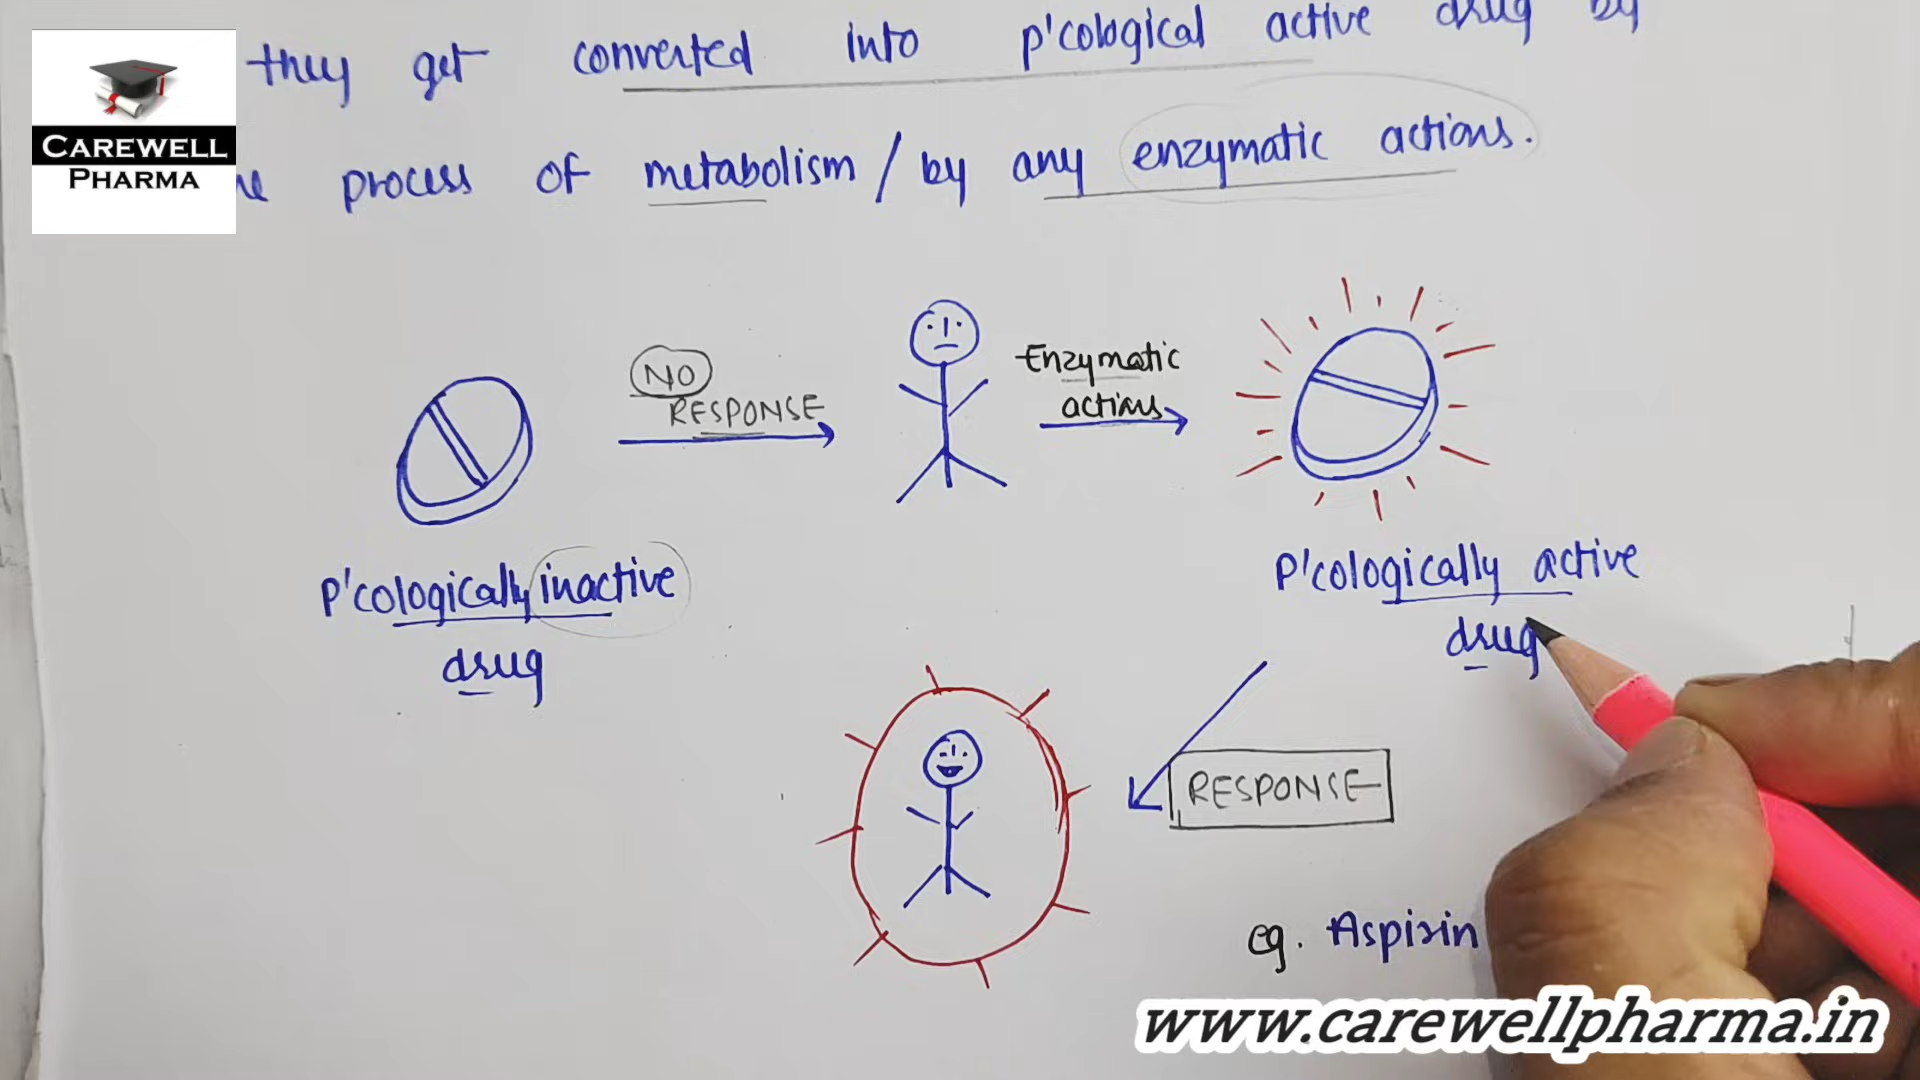 they get converted into p'cological active drug by
CAREWELL
PHARMA
process of metabolism / by any enzymatic actions.
NO
RESPONSE
Enzymatic
actions
P'cologically inactive
drug
P'cologically active
drug
RESPONSE
eg. Aspirin
www.carewellpharma.in